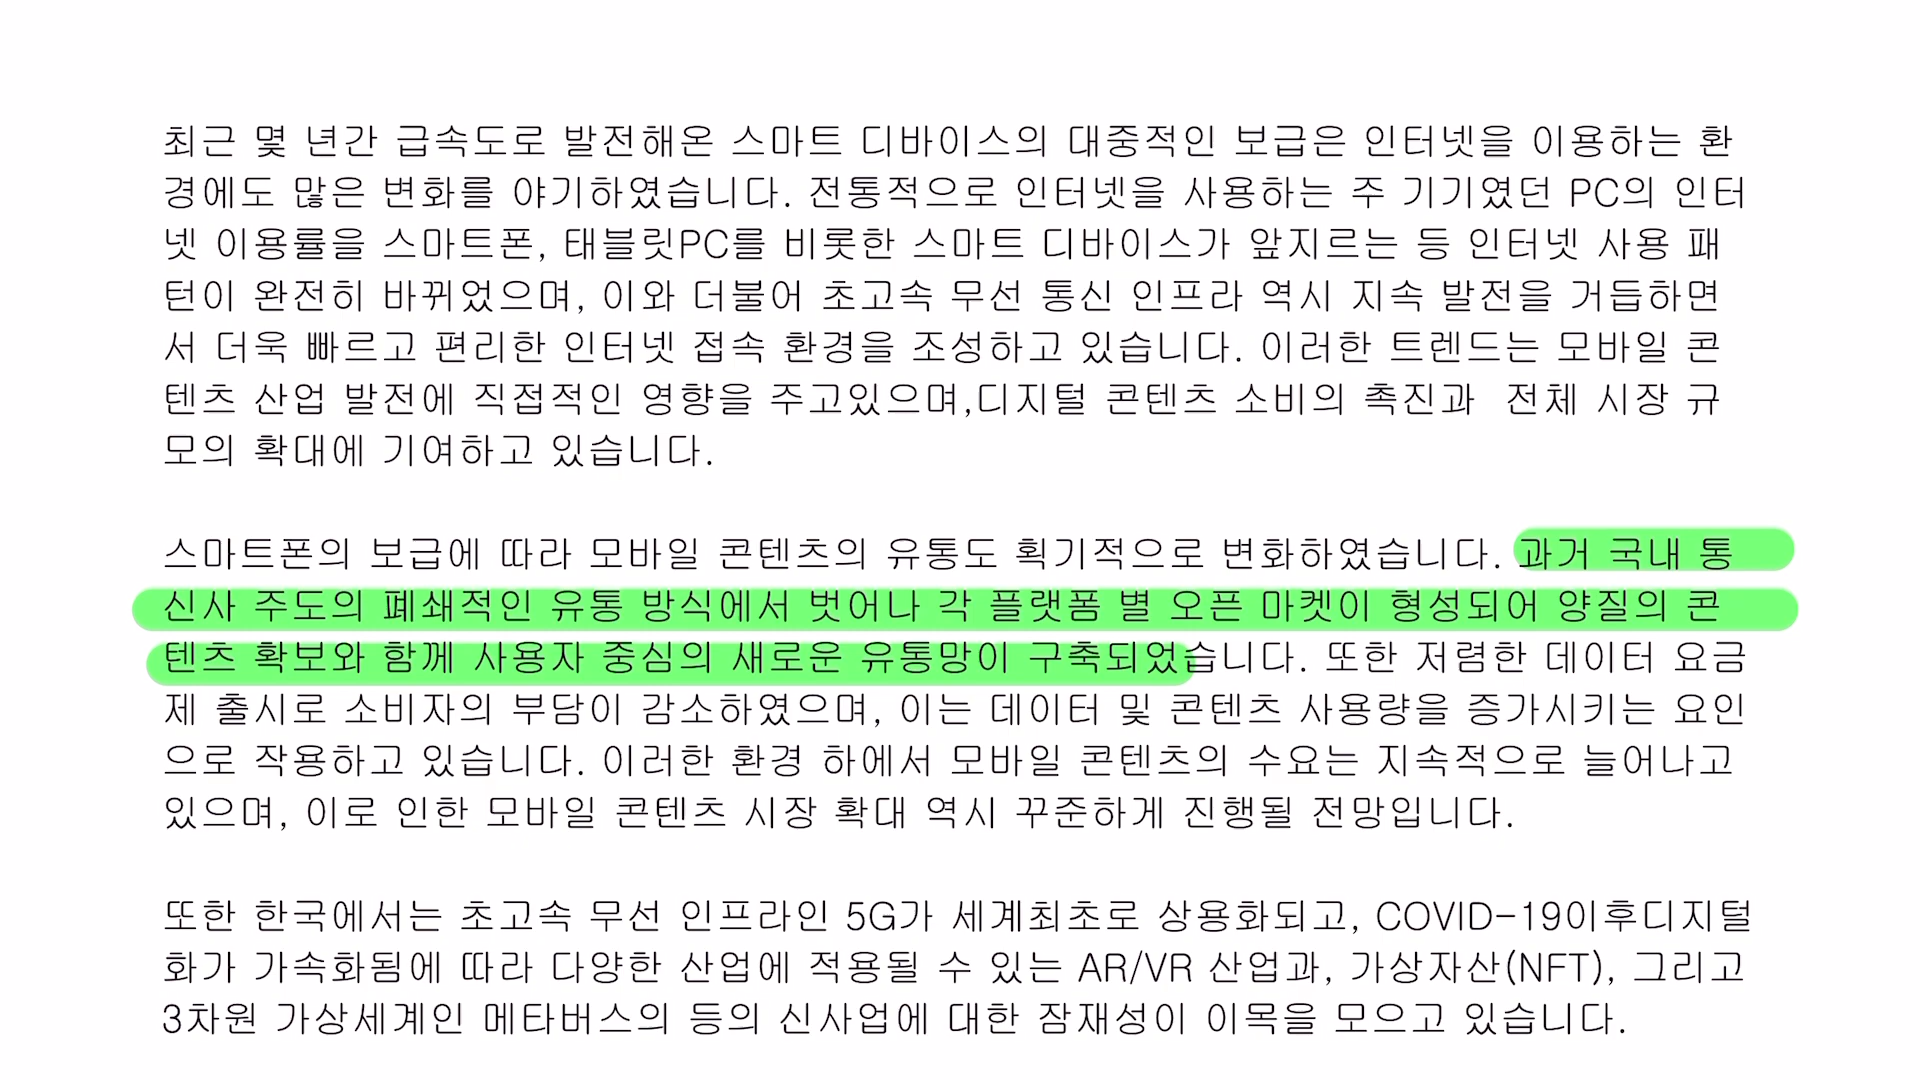 최근 몇 년간 급속도로 발전해온 스마트 디바이스의 대중적인 보급은 인터넷을 이용하는 환
경에도 많은 변화를 야기하였습니다. 전통적으로 인터넷을 사용하는 주 기기였던 PC의 인터
넷 이용률을 스마트폰, 태블릿PC를 비롯한 스마트 디바이스가 앞지르는 등 인터넷 사용 패
턴이 완전히 바뀌었으며, 이와 더불어 초고속 무선 통신 인프라 역시 지속 발전을 거듭하면
서 더욱 빠르고 편리한 인터넷 접속 환경을 조성하고 있습니다. 이러한 트렌드는 모바일 콘
텐츠 산업 발전에 직접적인 영향을 주고있으며,디지털 콘텐츠 소비의 촉진과  전체 시장 규
모의 확대에 기여하고 있습니다.
스마트폰의 보급에 따라 모바일 콘텐츠의 유통도 획기적으로 변화하였습니다. 과거 국내 통
신사 주도의 폐쇄적인 유통 방식에서 벗어나 각 플랫폼 별 오픈 마켓이 형성되어 양질의 콘
텐츠 확보와 함께 사용자 중심의 새로운 유통망이 구축되었습니다. 또한 저렴한 데이터 요금
제 출시로 소비자의 부담이 감소하였으며, 이는 데이터 및 콘텐츠 사용량을 증가시키는 요인
으로 작용하고 있습니다. 이러한 환경 하에서 모바일 콘텐츠의 수요는 지속적으로 늘어나고
있으며, 이로 인한 모바일 콘텐츠 시장 확대 역시 꾸준하게 진행될 전망입니다.
또한 한국에서는 초고속 무선 인프라인 5G가 세계최초로 상용화되고, COVID-19이후디지털
화가 가속화됨에 따라 다양한 산업에 적용될 수 있는 AR/VR 산업과, 가상자산(NFT), 그리고
3차원 가상세계인 메타버스의 등의 신사업에 대한 잠재성이 이목을 모으고 있습니다.